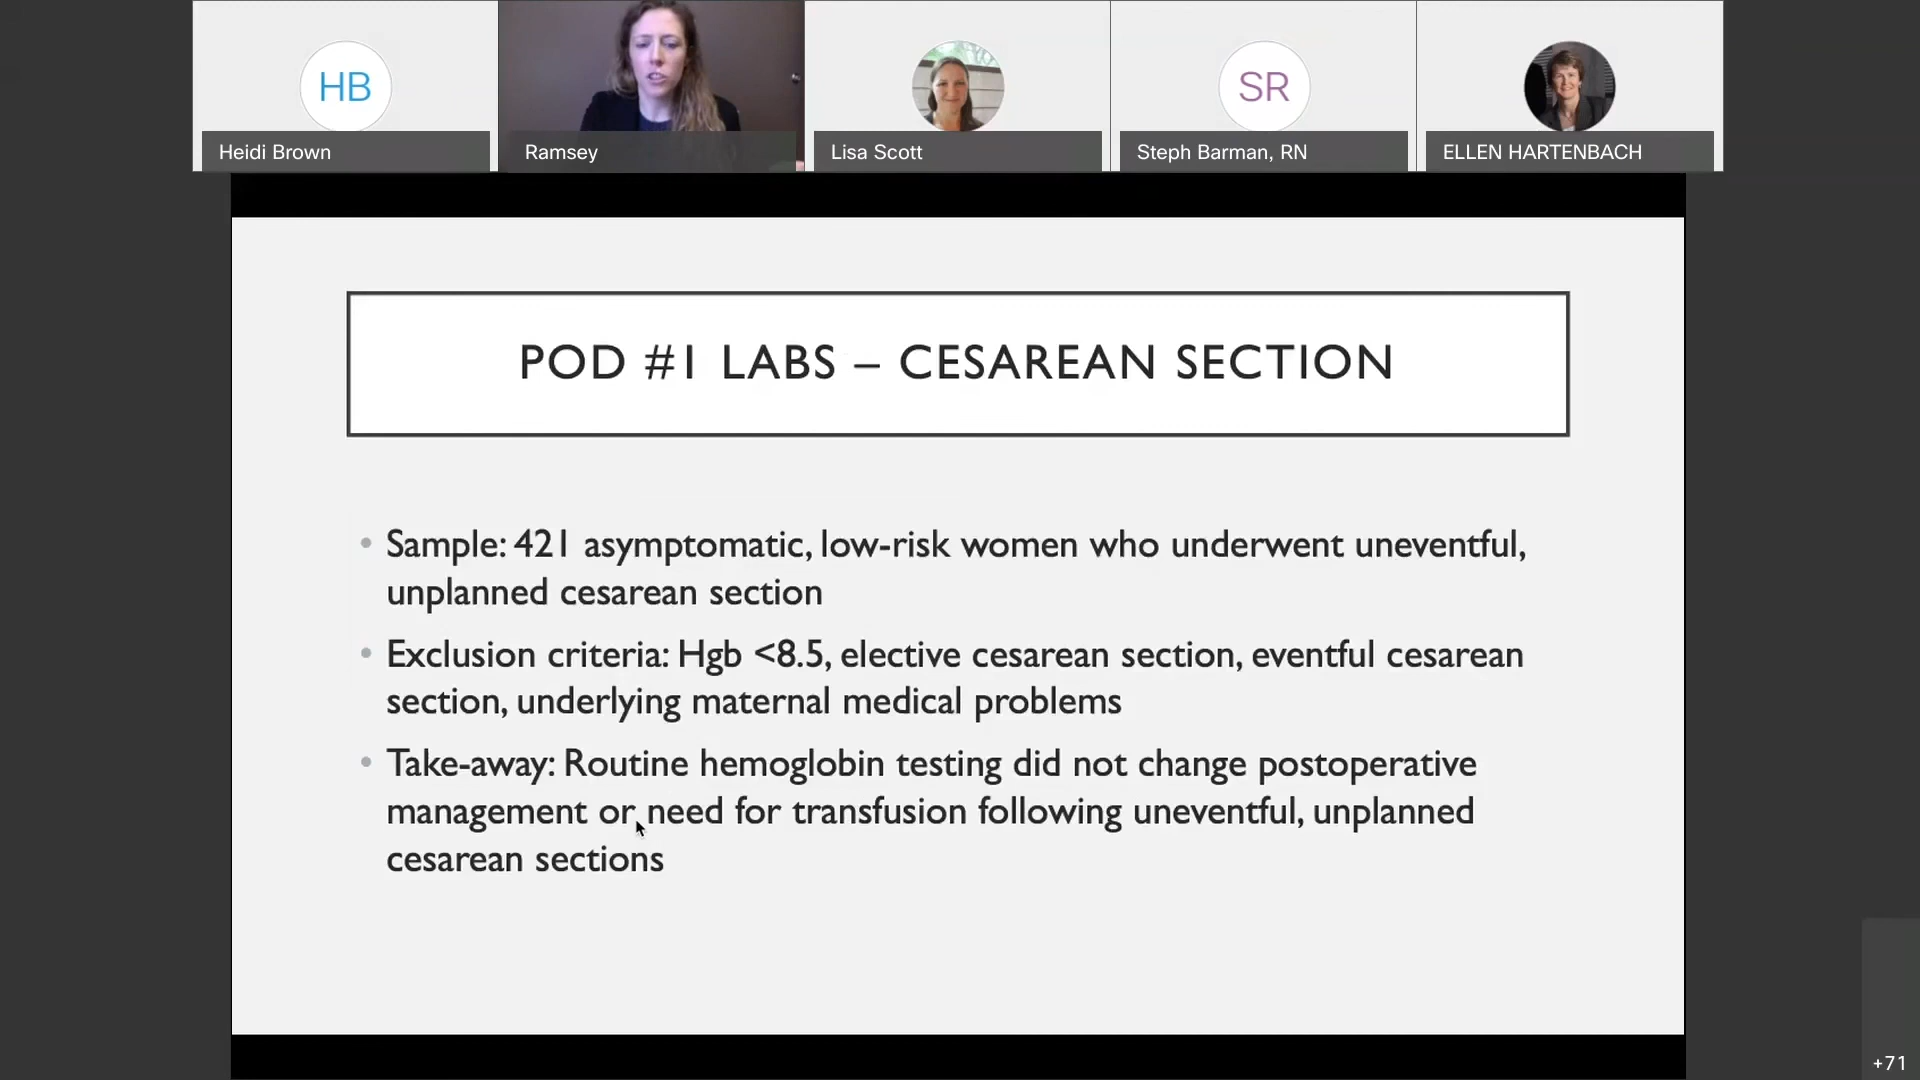 HB
SR
Heidi Brown
Ramsey
Lisa Scott
Steph Barman, RN
ELLEN HARTENBACH
POD #1 LABS – CESAREAN SECTION
• Sample: 421 asymptomatic, low-risk women who underwent uneventful,
unplanned cesarean section
• Exclusion criteria: Hgb <8.5, elective cesarean section, eventful cesarean
section, underlying maternal medical problems
• Take-away: Routine hemoglobin testing did not change postoperative
management or need for transfusion following uneventful, unplanned
cesarean sections
+71